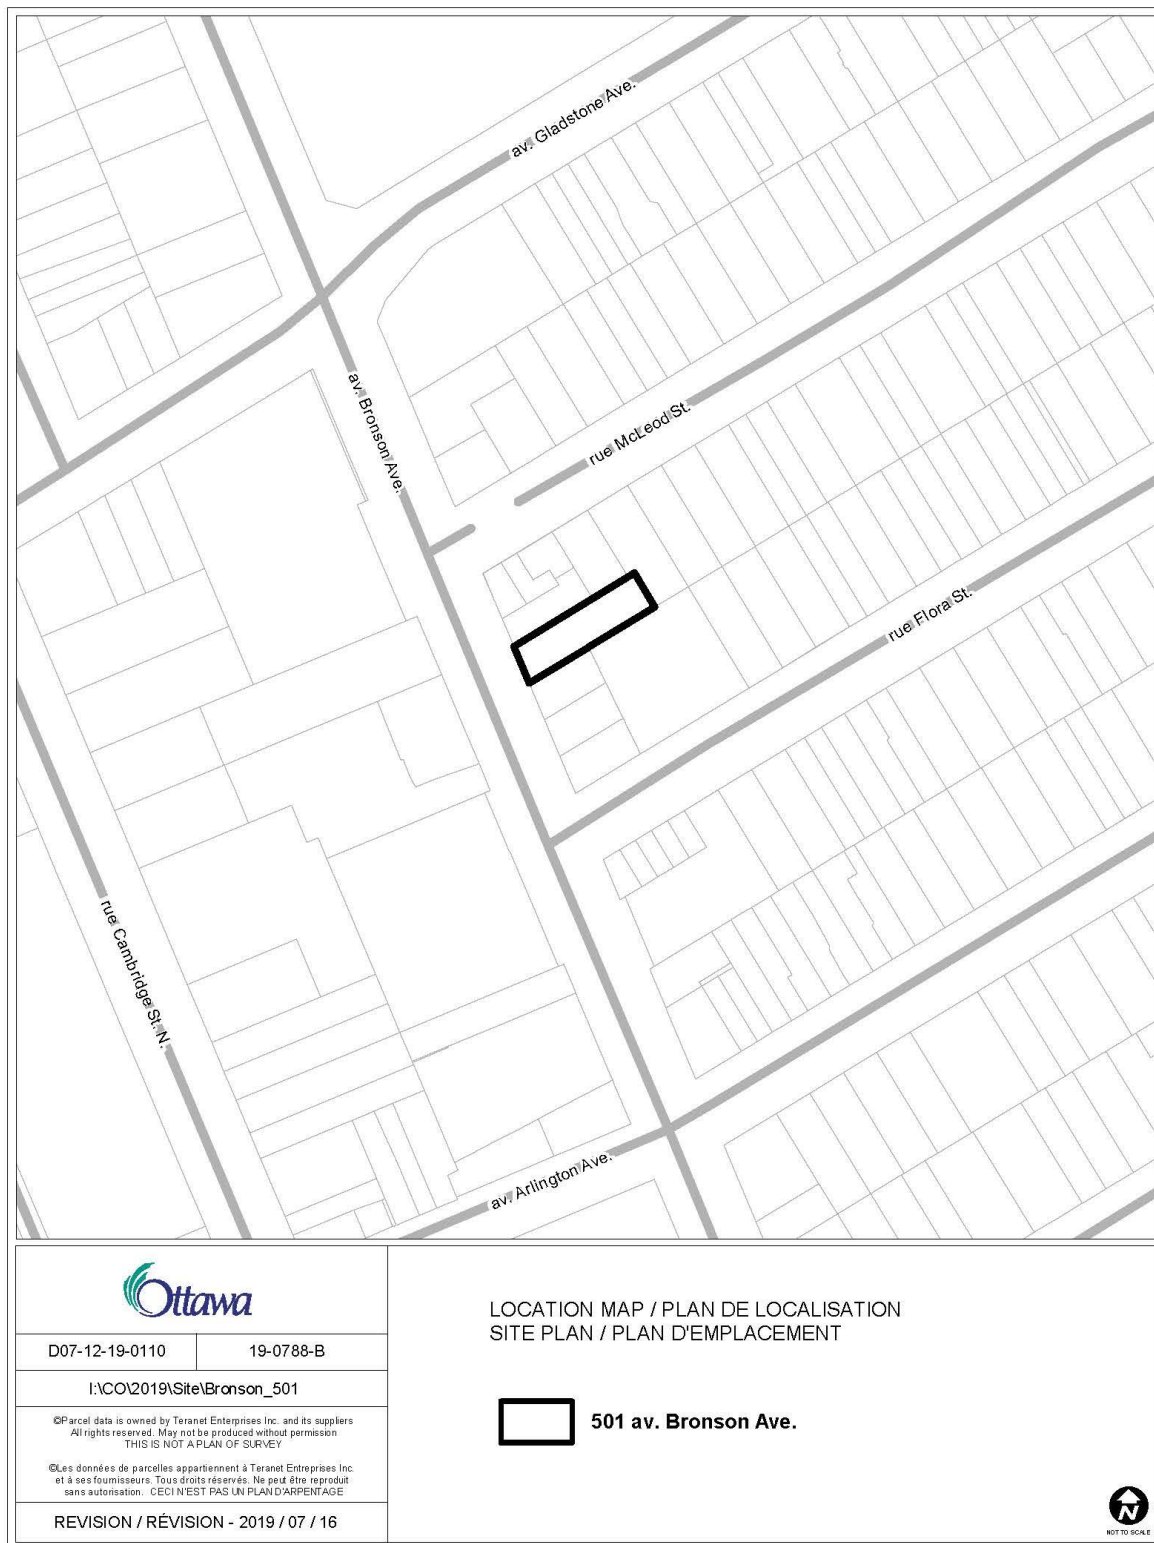 av. Gladstone Ave.
av. Bronson Ave.
rue McLeod St.
rue Flora St.
rue Cambridge St. N.
av. Arlington Ave.
Ottawa
D07-12-19-0110
19-0788-B
I:\CO\2019\Site\Bronson_501
©Parcel data is owned by Teranet Enterprises Inc. and its suppliers
All rights reserved. May not be produced without permission
THIS IS NOT A PLAN OF SURVEY
©Les données de parcelles appartiennent à Teranet Entreprises Inc.
et à ses fournisseurs. Tous droits réservés. Ne peut être reproduit
sans autorisation. CECI N'EST PAS UN PLAN D'ARPENTAGE
REVISION / RÉVISION - 2019 / 07 / 16
LOCATION MAP / PLAN DE LOCALISATION
SITE PLAN / PLAN D'EMPLACEMENT
501 av. Bronson Ave.
N
NOT TO SCALE